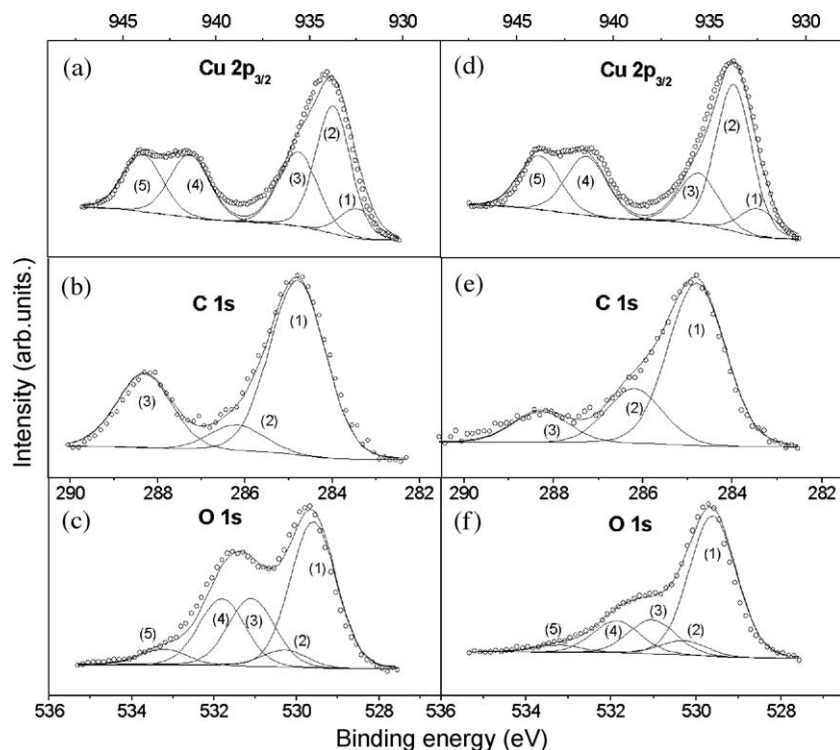 945 940 935 930
945 940 935 930
(a) Cu 2p3/2
(5) (4) (3) (2) (1)
(d) Cu 2p3/2
(5) (4) (3) (2) (1)
(b) C 1s
(3) (2) (1)
290 288 286 284 282
(e) C 1s
(3) (2) (1)
290 288 286 284 282
(c) O 1s
(5) (4) (3) (2) (1)
536 534 532 530 528
(f) O 1s
(5) (4) (3) (2) (1)
536 534 532 530 528 526
Intensity (arb.units.)
Binding energy (eV)